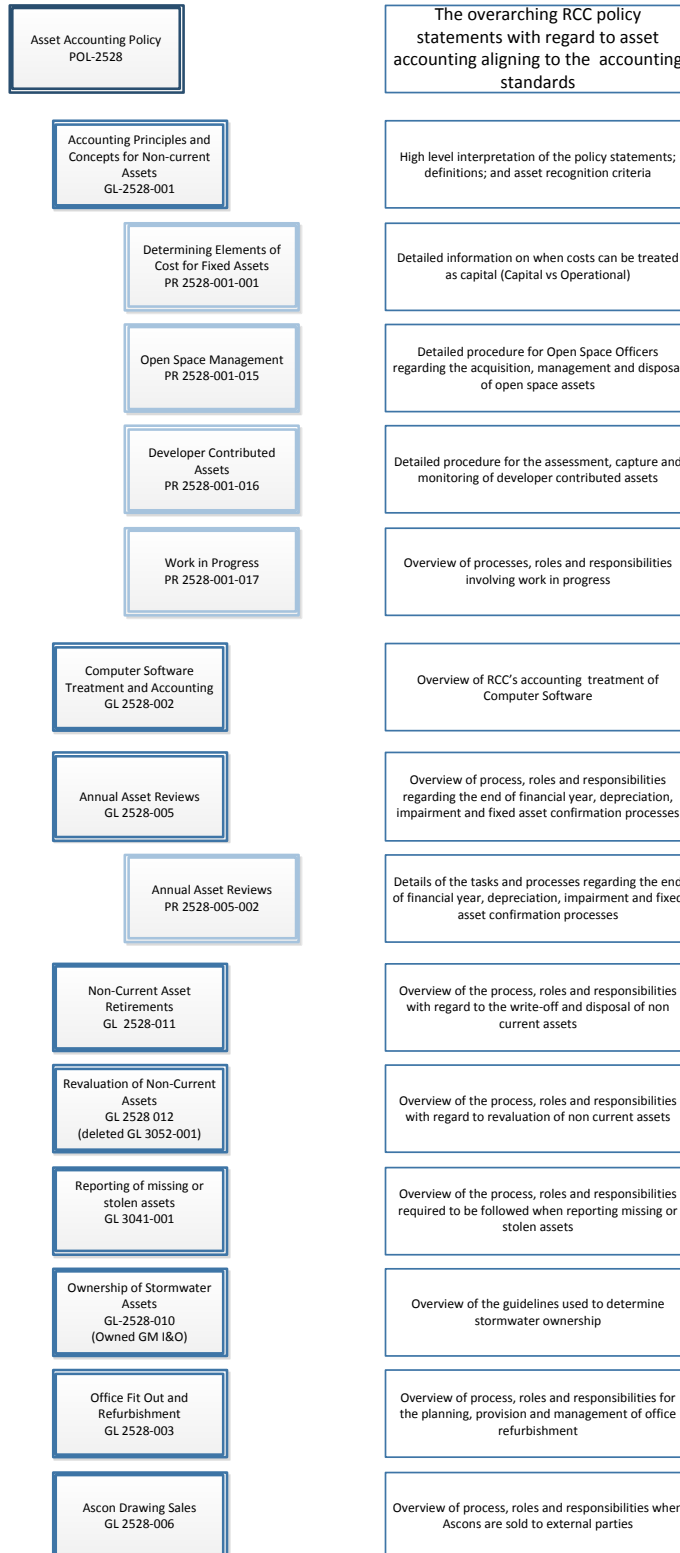 Asset Accounting Policy
POL-2528
The overarching RCC policy
statements with regard to asset
accounting aligning to the accounting
standards
Accounting Principles and
Concepts for Non-current
Assets
GL-2528-001
High level interpretation of the policy statements;
definitions; and asset recognition criteria
Determining Elements of
Cost for Fixed Assets
PR 2528-001-001
Detailed information on when costs can be treated
as capital (Capital vs Operational)
Open Space Management
PR 2528-001-015
Detailed procedure for Open Space Officers
regarding the acquisition, management and disposal
of open space assets
Developer Contributed
Assets
PR 2528-001-016
Detailed procedure for the assessment, capture and
monitoring of developer contributed assets
Work in Progress
PR 2528-001-017
Overview of processes, roles and responsibilities
involving work in progress
Computer Software
Treatment and Accounting
GL 2528-002
Overview of RCC's accounting treatment of
Computer Software
Annual Asset Reviews
GL 2528-005
Overview of process, roles and responsibilities
regarding the end of financial year, depreciation,
impairment and fixed asset confirmation processes
Annual Asset Reviews
PR 2528-005-002
Details of the tasks and processes regarding the end
of financial year, depreciation, impairment and fixed
asset confirmation processes
Non-Current Asset
Retirements
GL 2528-011
Overview of the process, roles and responsibilities
with regard to the write-off and disposal of non
current assets
Revaluation of Non-Current
Assets
GL 2528 012
(deleted GL 3052-001)
Overview of the process, roles and responsibilities
with regard to revaluation of non current assets
Reporting of missing or
stolen assets
GL 3041-001
Overview of the process, roles and responsibilities
required to be followed when reporting missing or
stolen assets
Ownership of Stormwater
Assets
GL-2528-010
(Owned GM I&O)
Overview of the guidelines used to determine
stormwater ownership
Office Fit Out and
Refurbishment
GL 2528-003
Overview of process, roles and responsibilities for
the planning, provision and management of office
refurbishment
Ascon Drawing Sales
GL 2528-006
Overview of process, roles and responsibilities when
Ascons are sold to external parties